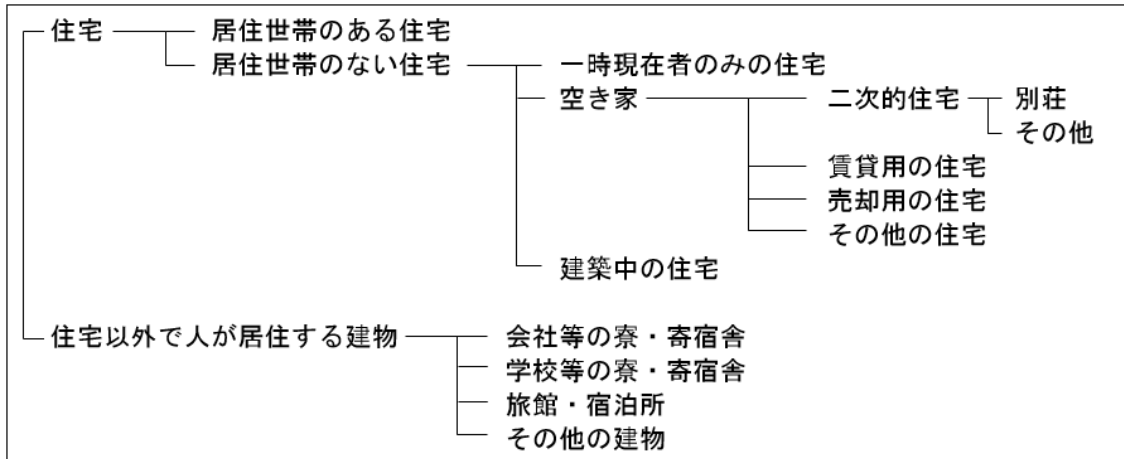 住宅 居住世帯のある住宅
居住世帯のない住宅 一時現在者のみの住宅
空き家 二次的住宅 別荘
その他
賃貸用の住宅
売却用の住宅
その他の住宅
建築中の住宅
住宅以外で人が居住する建物 会社等の寮・寄宿舎
学校等の寮・寄宿舎
旅館・宿泊所
その他の建物